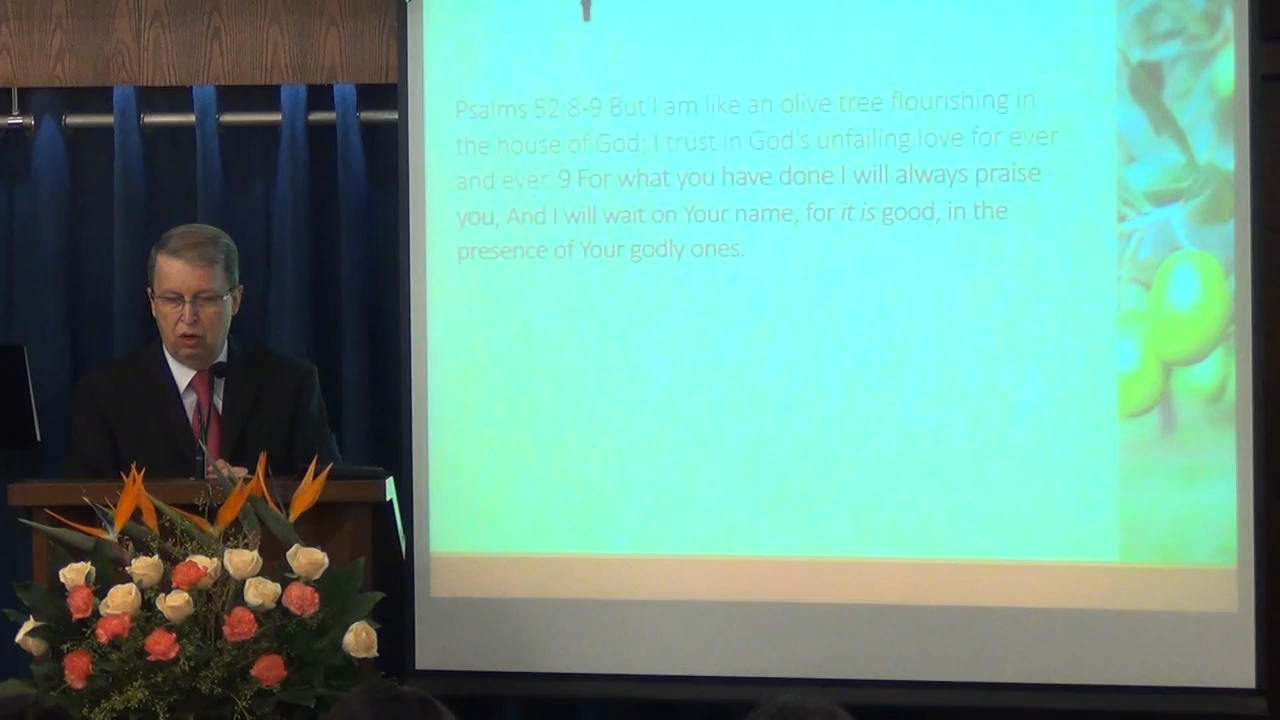 Psalms 52:8-9 But I am like an olive tree flourishing in
the house of God; I trust in God's unfailing love for ever
and ever. 9 For what you have done I will always praise
you, And I will wait on Your name, for it is good, in the
presence of Your godly ones.